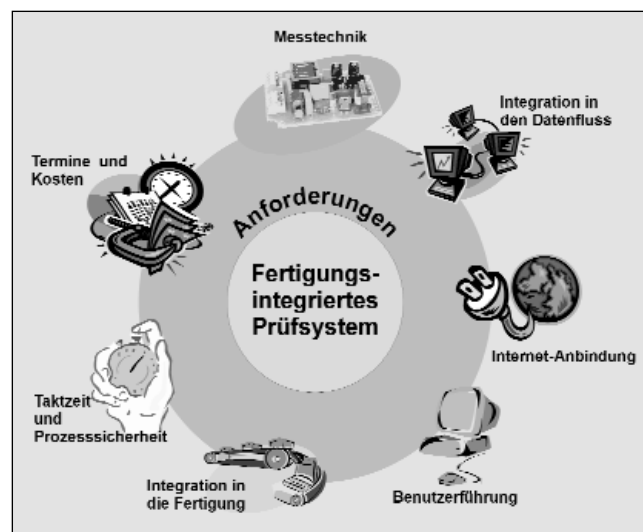 Messtechnik
Integration in
den Datenfluss
Termine und
Kosten
Anforderungen
Fertigungs-
integriertes
Prüfsystem
Internet-Anbindung
Taktzeit
und
Prozesssicherheit
Integration in
die Fertigung
Benutzerführung